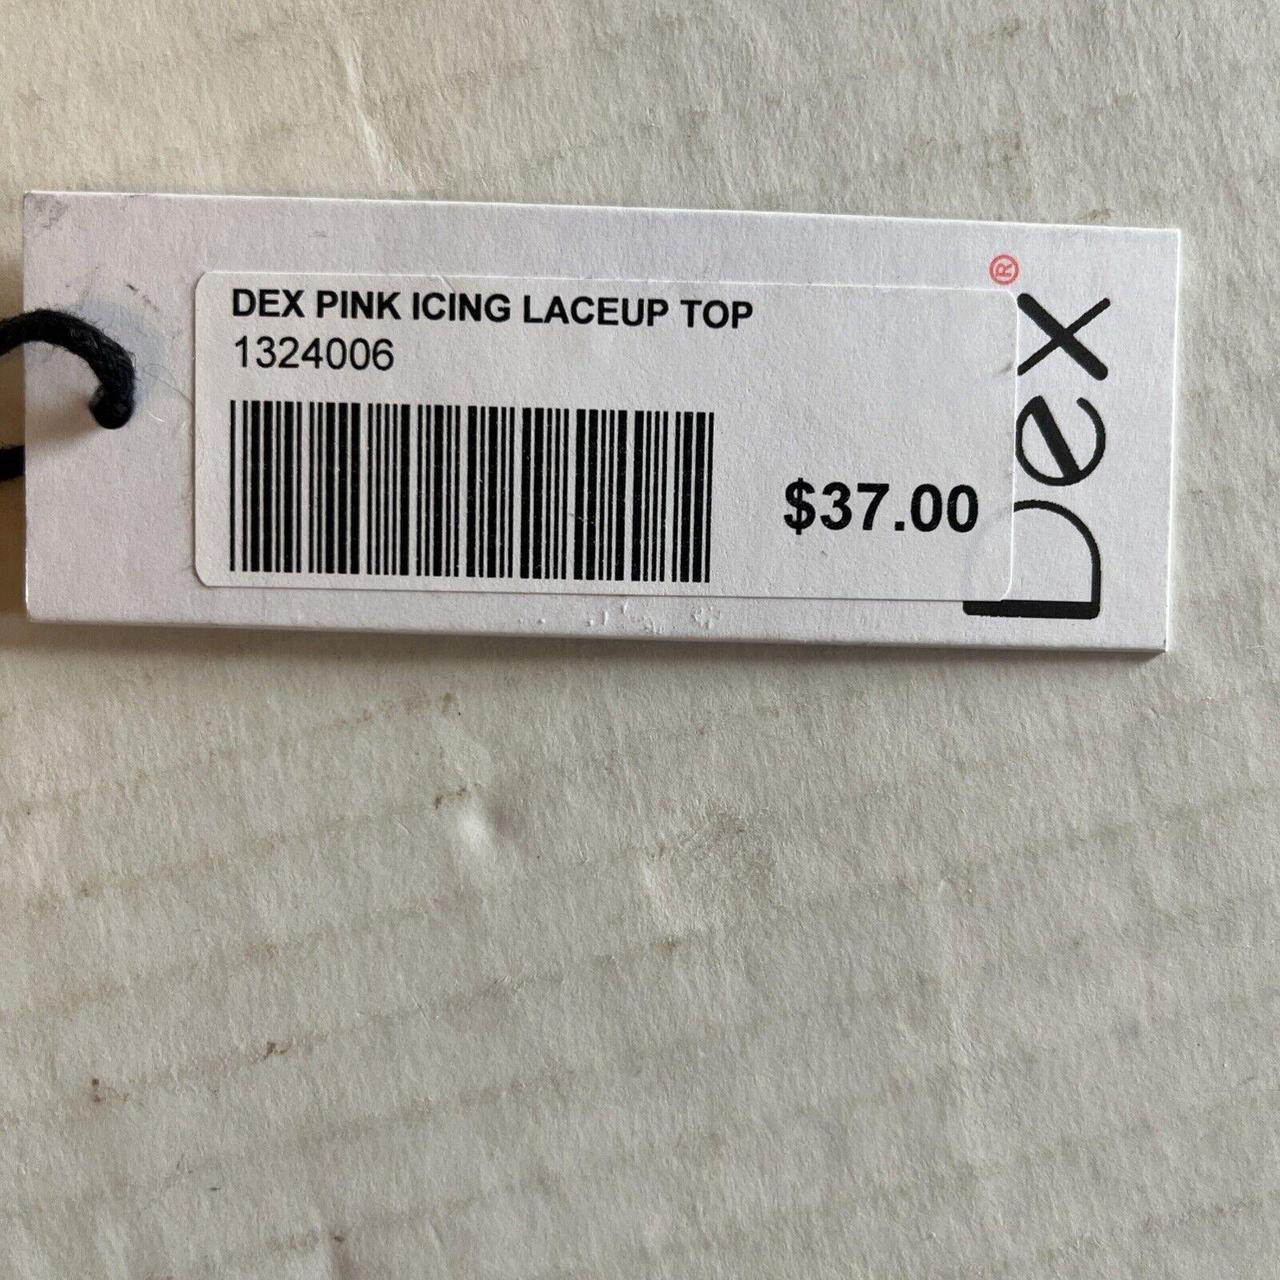 DEX PINK ICING LACEUP TOP
1324006
$37.00
Dex®